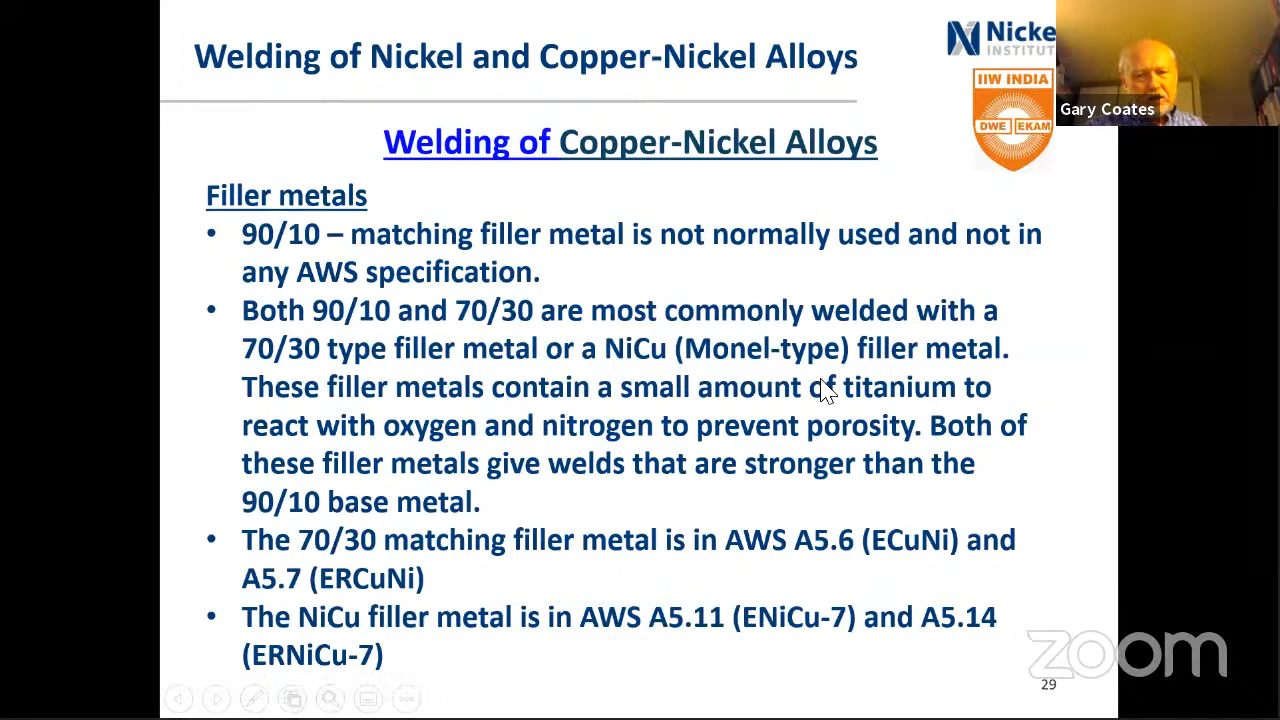 Welding of Nickel and Copper-Nickel Alloys
Nicke
INSTITUT
IIW INDIA
DWE EKAM
Gary Coates
Welding of Copper-Nickel Alloys
Filler metals
• 90/10 – matching filler metal is not normally used and not in
any AWS specification.
• Both 90/10 and 70/30 are most commonly welded with a
70/30 type filler metal or a NiCu (Monel-type) filler metal.
These filler metals contain a small amount of titanium to
react with oxygen and nitrogen to prevent porosity. Both of
these filler metals give welds that are stronger than the
90/10 base metal.
• The 70/30 matching filler metal is in AWS A5.6 (ECuNi) and
A5.7 (ERCuNi)
• The NiCu filler metal is in AWS A5.11 (ENiCu-7) and A5.14
(ERNiCu-7)
zoom
29